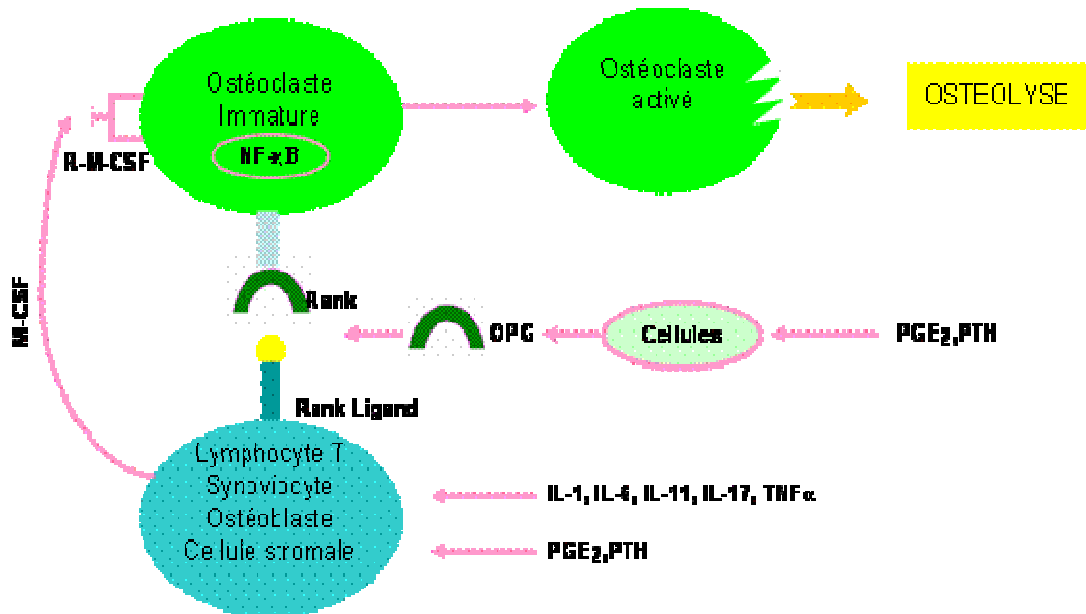 Ostéoclaste
Immature
NFκB
Ostéoclaste
activé
OSTEOLYSE
R-M-CSF
M-CSF
Rank
OPG
Cellules
PGE2,PTH
Rank Ligand
Lymphocyte T
Synoviocyte
Ostéoblaste
Cellule stromale
IL-1, IL-6, IL-11, IL-17, TNFα
PGE2,PTH